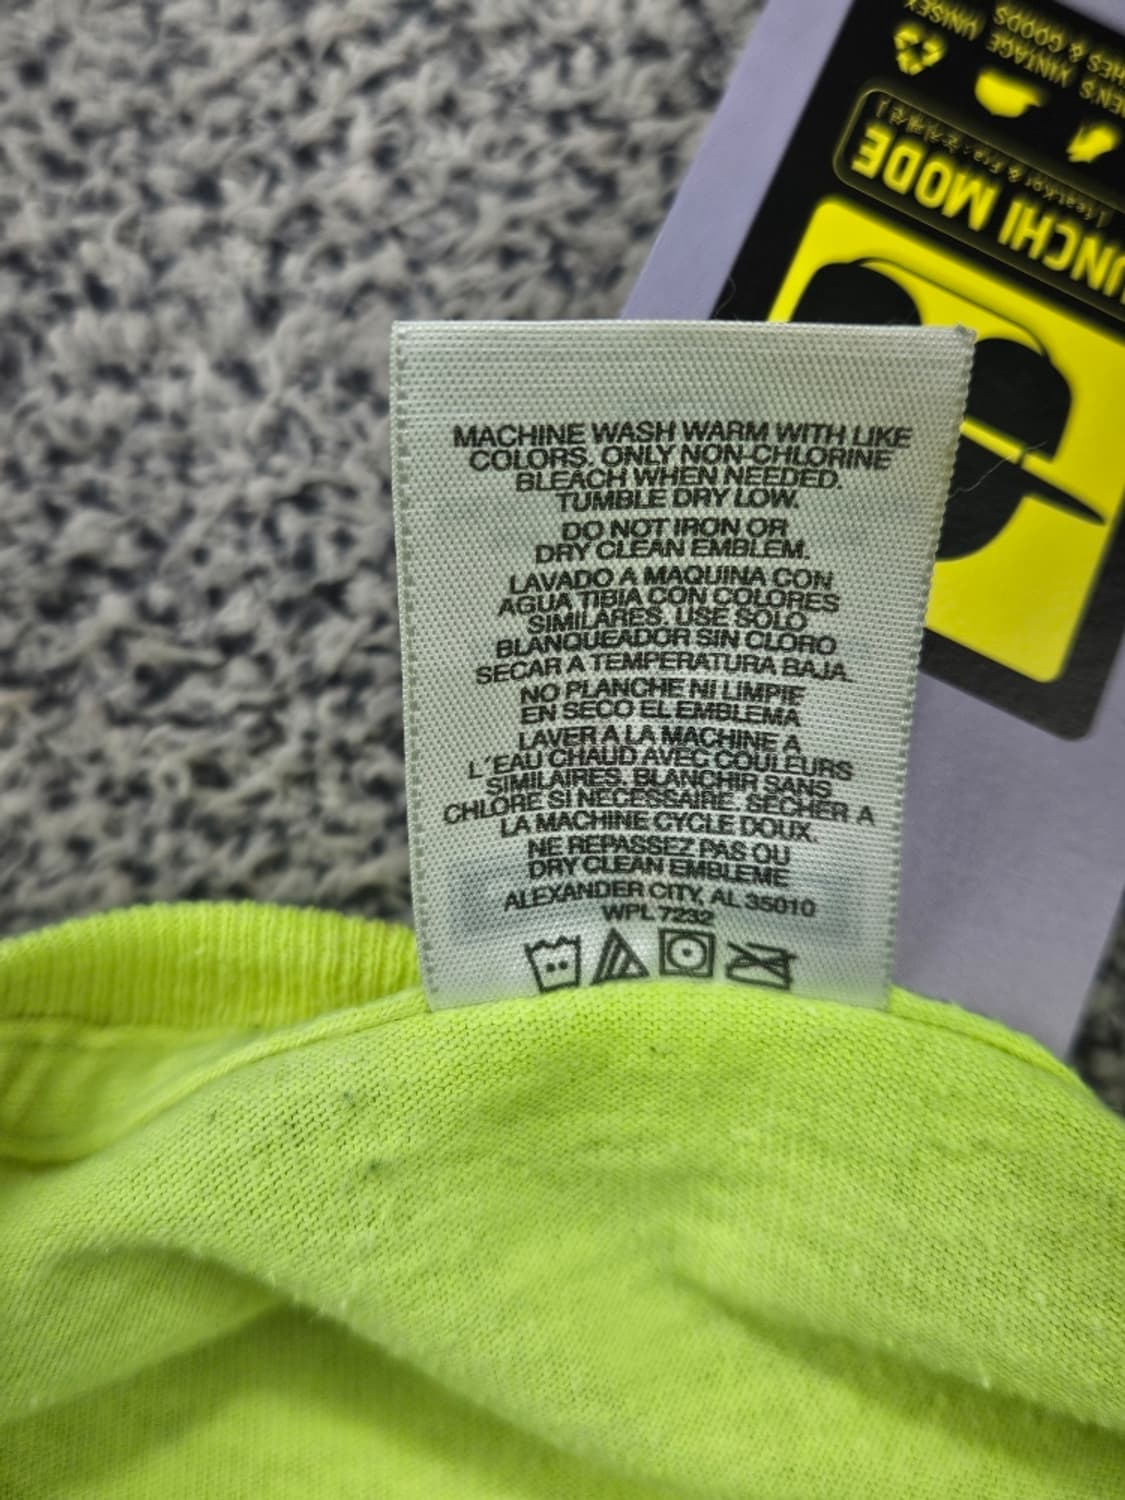 MACHINE WASH WARM WITH LIKE
COLORS. ONLY NON-CHLORINE
BLEACH WHEN NEEDED.
TUMBLE DRY LOW.
DO NOT IRON OR
DRY CLEAN EMBLEM.
LAVADO A MAQUINA CON
AGUA TIBIA CON COLORES
SIMILARES. USE SOLO
BLANQUEADOR SIN CLORO
SECAR A TEMPERATURA BAJA.
NO PLANCHE NI LIMPIE
EN SECO EL EMBLEMA
LAVER A LA MACHINE A
L'EAU CHAUD AVEC COULEURS
SIMILAIRES. BLANCHIR SANS
CHLORE SI NECESSAIRE. SECHER A
LA MACHINE CYCLE DOUX.
NE REPASSEZ PAS OU
DRY CLEAN EMBLEME
ALEXANDER CITY, AL 35010
WPL 7232
UNCHI MODE
VINTAGE UNISEX
& GOODS